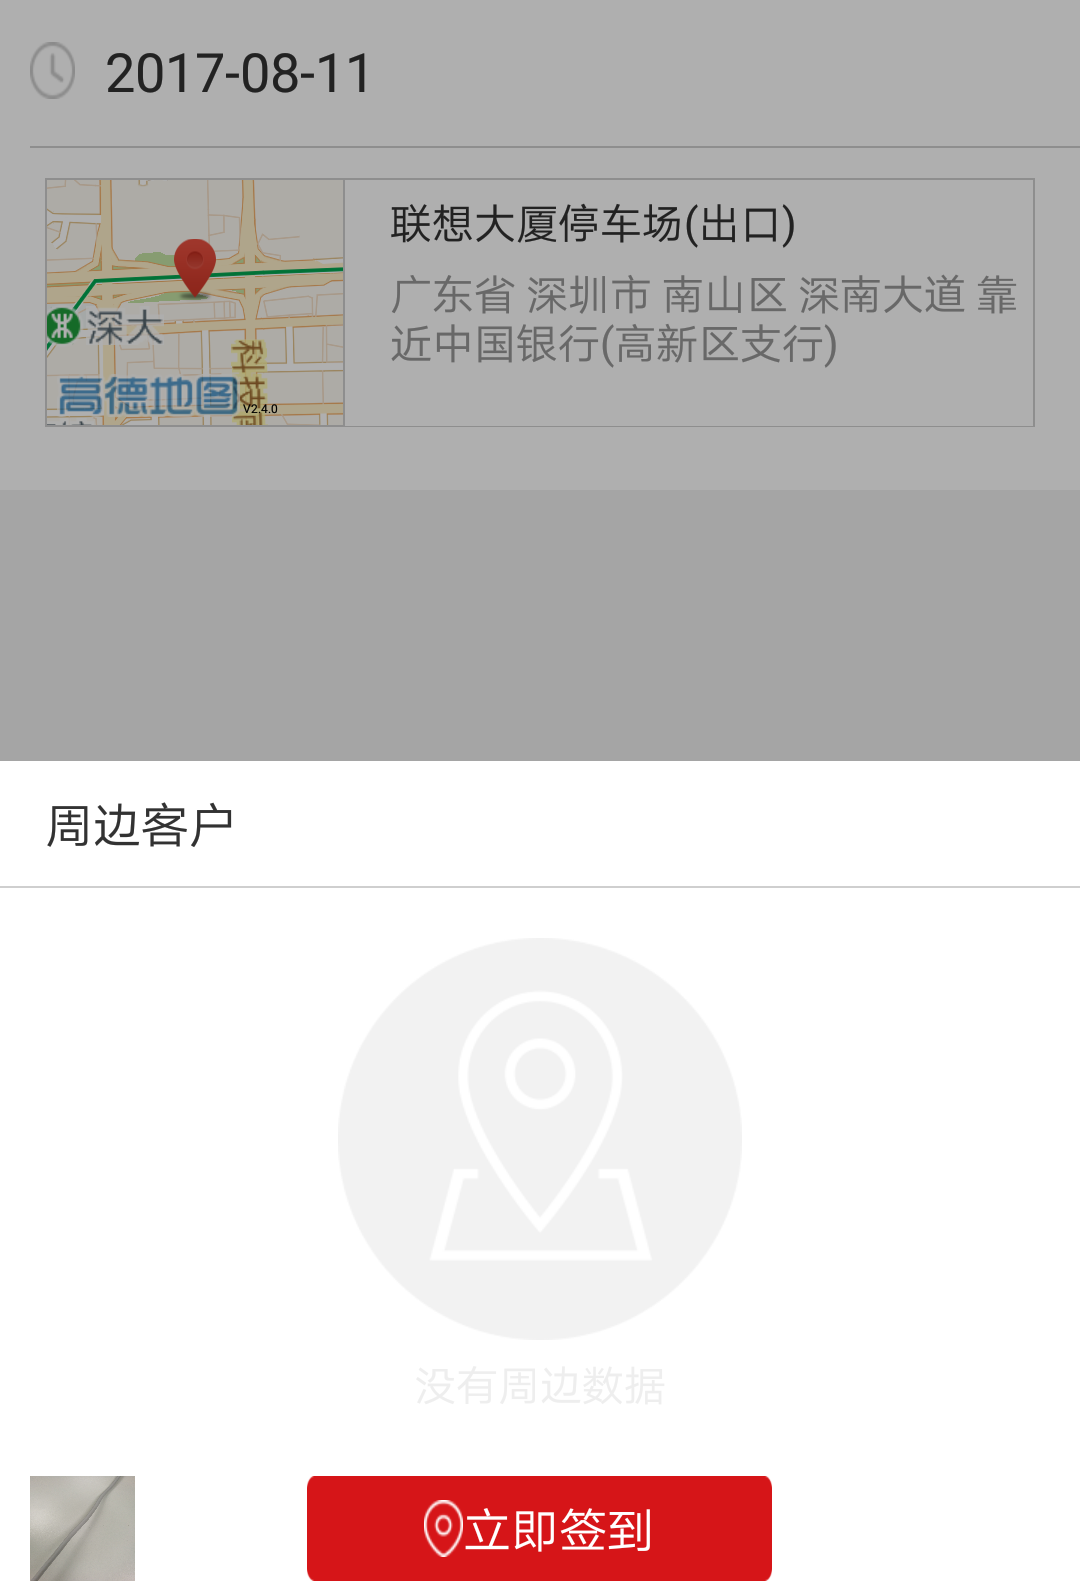 2017-08-11
联想大厦停车场(出口)
广东省 深圳市 南山区 深南大道 靠
近中国银行(高新区支行)
深大
科技
高德地图
V2.4.0
周边客户
没有周边数据
立即签到